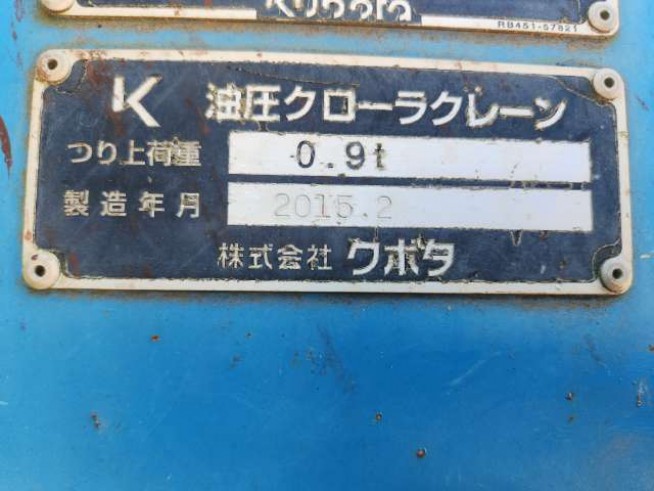 Kubota
RB451-57821
K 油圧クローラクレーン
つり上荷重 0.9t
製造年月 2015.2
株式会社 クボタ